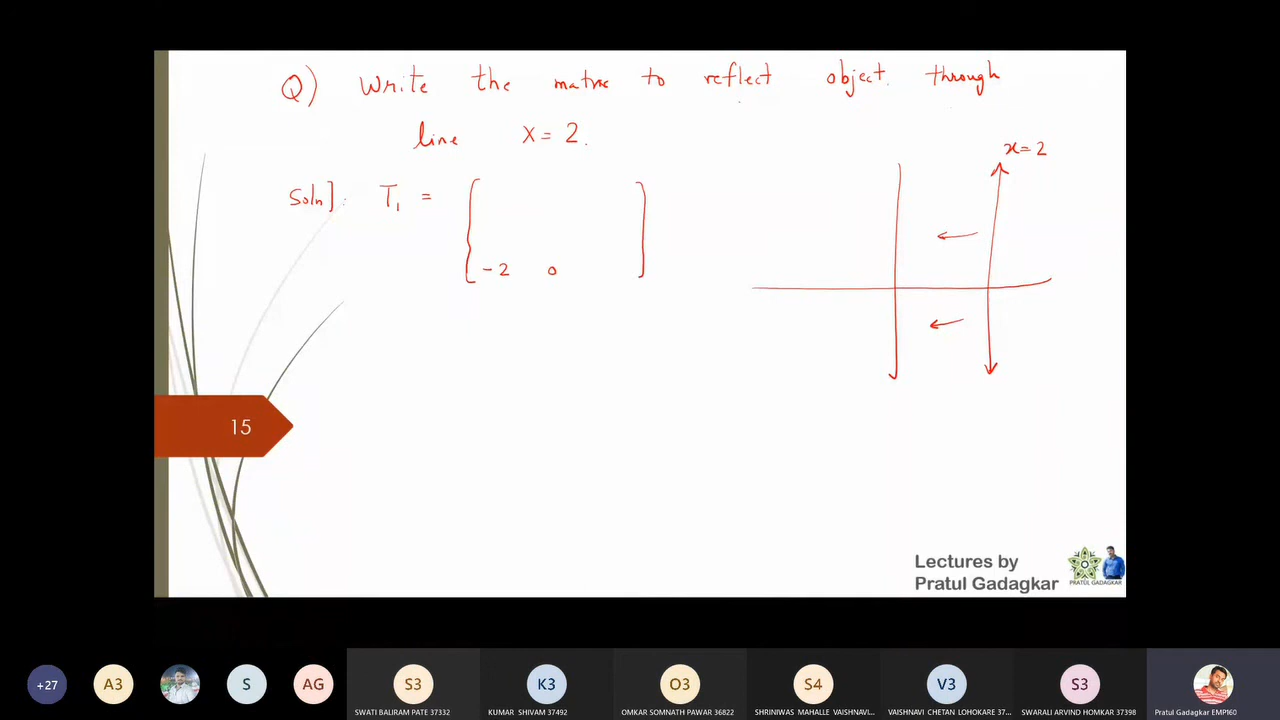 Q) Write the matrix to reflect object through
line x = 2.
x = 2
Soln]. T1 =
-2 0
15
Lectures by
Pratul Gadagkar
PRATUL GADAGKAR
+27 A3 S AG S3 K3 O3 S4 V3 S3
SWATI BALIRAM PATE 37332 KUMAR SHIVAM 37492 OMKAR SOMNATH PAWAR 36822 SHRINIWAS MAHALLE VAISHNAVI... VAISHNAVI CHETAN LOHOKARE 37... SWARALI ARVIND HOMKAR 37398 Pratul Gadagkar EMP160